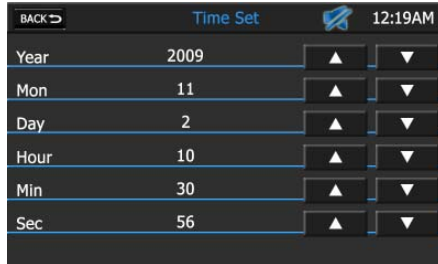 BACK Time Set 12:19AM
Year 2009
Mon 11
Day 2
Hour 10
Min 30
Sec 56